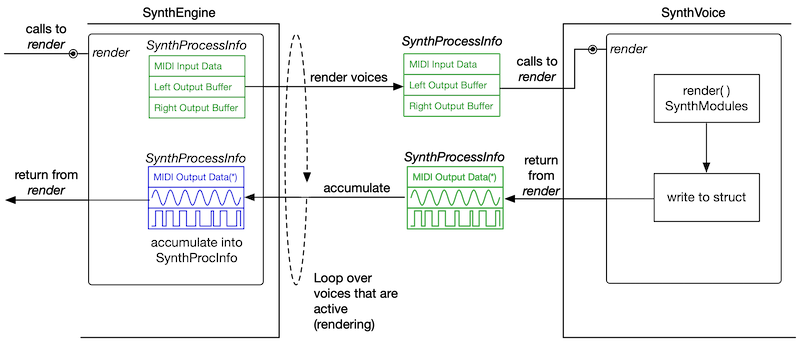 SynthEngine
SynthVoice
calls to
render
render
SynthProcessInfo
MIDI Input Data
Left Output Buffer
Right Output Buffer
render voices
SynthProcessInfo
MIDI Input Data
Left Output Buffer
Right Output Buffer
calls to
render
render
render( )
SynthModules
write to struct
return from
render
SynthProcessInfo
MIDI Output Data(*)
accumulate into
SynthProcInfo
accumulate
SynthProcessInfo
MIDI Output Data(*)
return
from
render
Loop over
voices that are
active
(rendering)